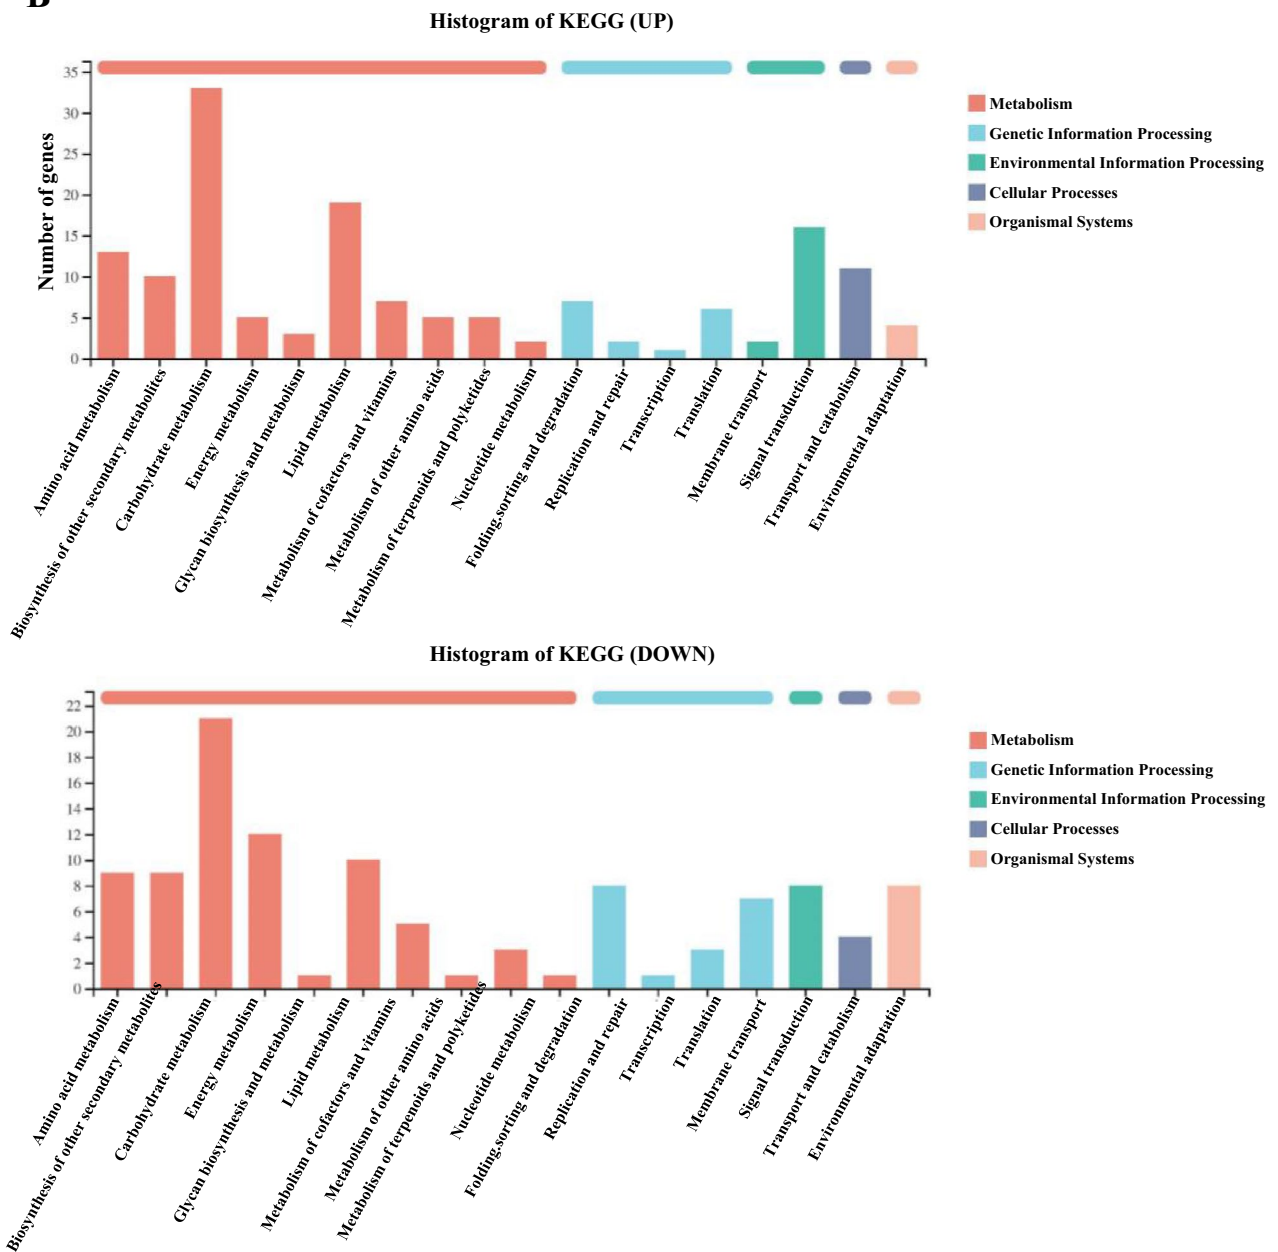 B
Histogram of KEGG (UP)
Number of genes
35
30
25
20
15
10
5
0
Amino acid metabolism
Biosynthesis of other secondary metabolites
Carbohydrate metabolism
Energy metabolism
Glycan biosynthesis and metabolism
Lipid metabolism
Metabolism of cofactors and vitamins
Metabolism of other amino acids
Metabolism of terpenoids and polyketides
Nucleotide metabolism
Folding.sorting and degradation
Replication and repair
Transcription
Translation
Membrane transport
Signal transduction
Transport and catabolism
Environmental adaptation
Metabolism
Genetic Information Processing
Environmental Information Processing
Cellular Processes
Organismal Systems
Histogram of KEGG (DOWN)
22
20
18
16
14
12
10
8
6
4
2
0
Amino acid metabolism
Biosynthesis of other secondary metabolites
Carbohydrate metabolism
Energy metabolism
Glycan biosynthesis and metabolism
Lipid metabolism
Metabolism of cofactors and vitamins
Metabolism of other amino acids
Metabolism of terpenoids and polyketides
Nucleotide metabolism
Folding.sorting and degradation
Replication and repair
Transcription
Translation
Membrane transport
Signal transduction
Transport and catabolism
Environmental adaptation
Metabolism
Genetic Information Processing
Environmental Information Processing
Cellular Processes
Organismal Systems